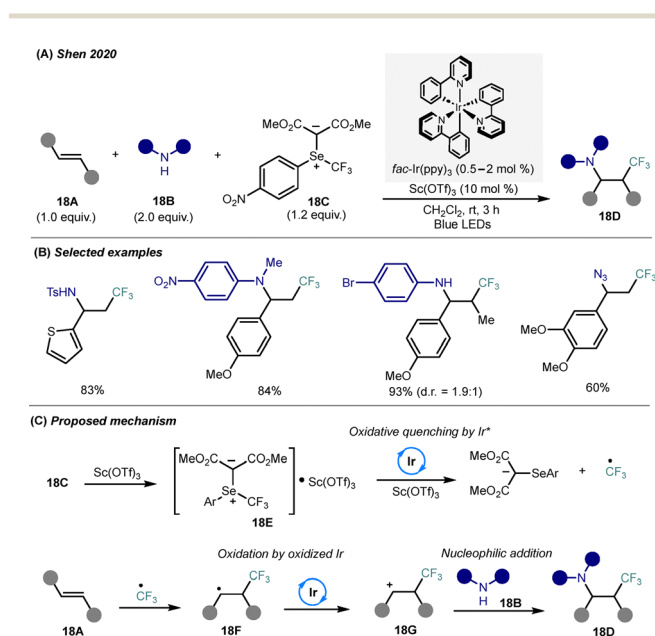 (A) Shen 2020
18A
(1.0 equiv.)
+
N
H
18B
(2.0 equiv.)
+
MeO₂C − CO₂Me
Se
+
CF₃
O₂N
18C
(1.2 equiv.)
N
N
Ir
N
fac-Ir(ppy)₃ (0.5–2 mol %)
Sc(OTf)₃ (10 mol %)
CH₂Cl₂, rt, 3 h
Blue LEDs
N CF₃
18D
(B) Selected examples
TsHN
CF₃
S
83%
O₂N
Me
N
CF₃
MeO
84%
Br
NH CF₃
Me
MeO
93% (d.r. = 1.9:1)
N₃
CF₃
MeO
MeO
60%
(C) Proposed mechanism
18C
Sc(OTf)₃
MeO₂C − CO₂Me
Se
Ar + CF₃
18E
• Sc(OTf)₃
Oxidative quenching by Ir*
Ir
Sc(OTf)₃
MeO₂C
− SeAr
MeO₂C
+
•
CF₃
18A
•
CF₃
Oxidation by oxidized Ir
CF₃
•
18F
Ir
CF₃
+
18G
Nucleophilic addition
N
H
18B
N CF₃
18D